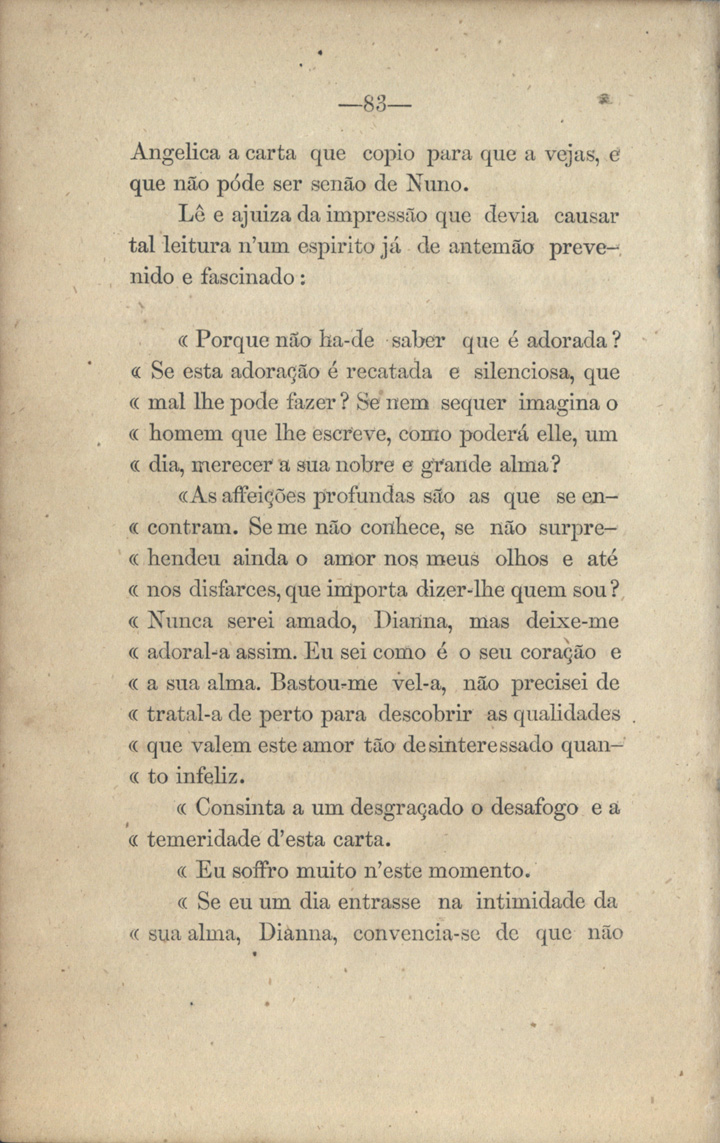 —83—
Angelica a carta que copio para que a vejas, e
que não póde ser senão de Nuno.
Lê e ajuiza da impressão que devia causar
tal leitura n'um espirito já de antemão preve-
nido e fascinado :
« Porque não ha-de saber que é adorada ?
« Se esta adoração é recatada e silenciosa, que
« mal lhe pode fazer ? Se nem sequer imagina o
« homem que lhe escreve, como poderá elle, um
« dia, merecer a sua nobre e grande alma?
«As affeições profundas são as que se en-
« contram. Se me não conhece, se não surpre-
« hendeu ainda o amor nos meus olhos e até
« nos disfarces, que importa dizer-lhe quem sou ?
« Nunca serei amado, Dianna, mas deixe-me
« adoral-a assim. Eu sei como é o seu coração e
« a sua alma. Bastou-me vel-a, não precisei de
« tratal-a de perto para descobrir as qualidades
« que valem este amor tão desinteressado quan-
« to infeliz.
« Consinta a um desgraçado o desafogo e a
« temeridade d'esta carta.
« Eu soffro muito n'este momento.
« Se eu um dia entrasse na intimidade da
« sua alma, Dianna, convencia-se de que não